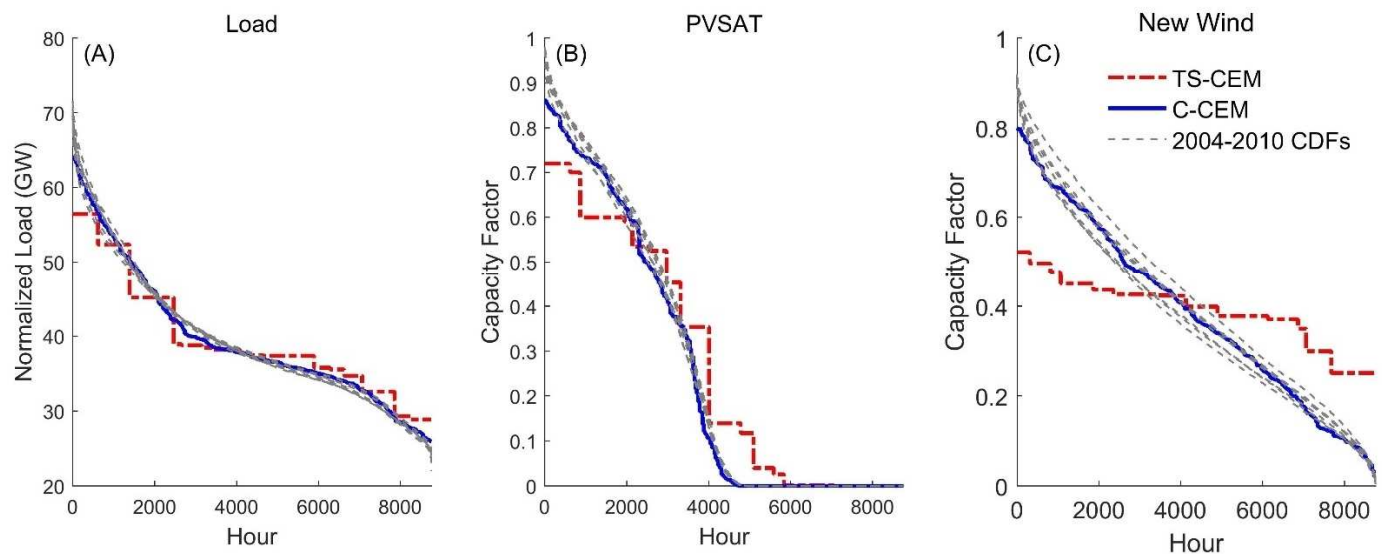 Load
(A)
Normalized Load (GW)
80
70
60
50
40
30
20
0
2000
4000
6000
8000
Hour
PVSAT
(B)
Capacity Factor
1
0.9
0.8
0.7
0.6
0.5
0.4
0.3
0.2
0.1
0
0
2000
4000
6000
8000
Hour
New Wind
(C)
TS-CEM
C-CEM
2004-2010 CDFs
Capacity Factor
1
0.8
0.6
0.4
0.2
0
0
2000
4000
6000
8000
Hour